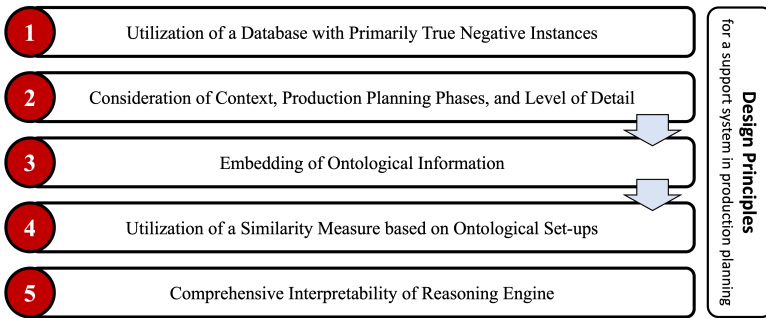 1
Utilization of a Database with Primarily True Negative Instances
2
Consideration of Context, Production Planning Phases, and Level of Detail
3
Embedding of Ontological Information
4
Utilization of a Similarity Measure based on Ontological Set-ups
5
Comprehensive Interpretability of Reasoning Engine
Design Principles
for a support system in production planning